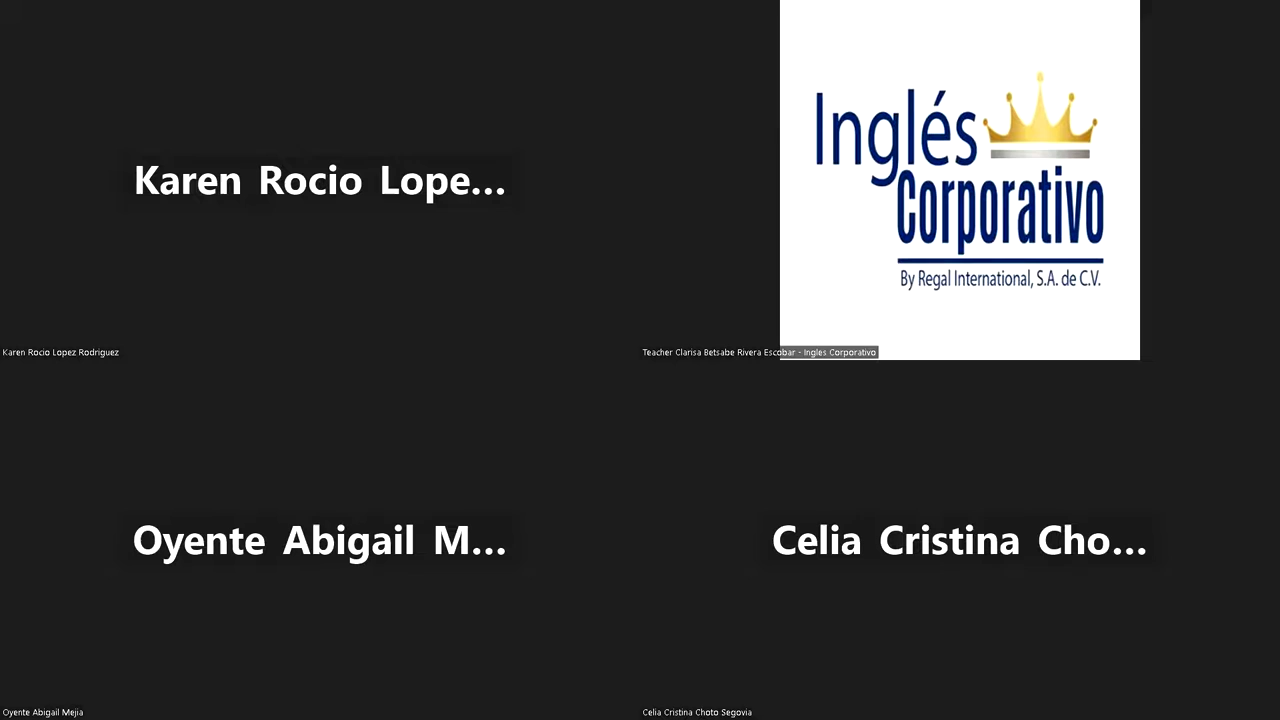 Karen Rocio Lope...
Karen Rocio Lopez Rodriguez
Inglés
Corporativo
By Regal International, S.A. de C.V.
Teacher Clarisa Betsabe Rivera Escobar - Ingles Corporativo
Oyente Abigail M...
Oyente Abigail Mejia
Celia Cristina Cho...
Celia Cristina Choto Segovia